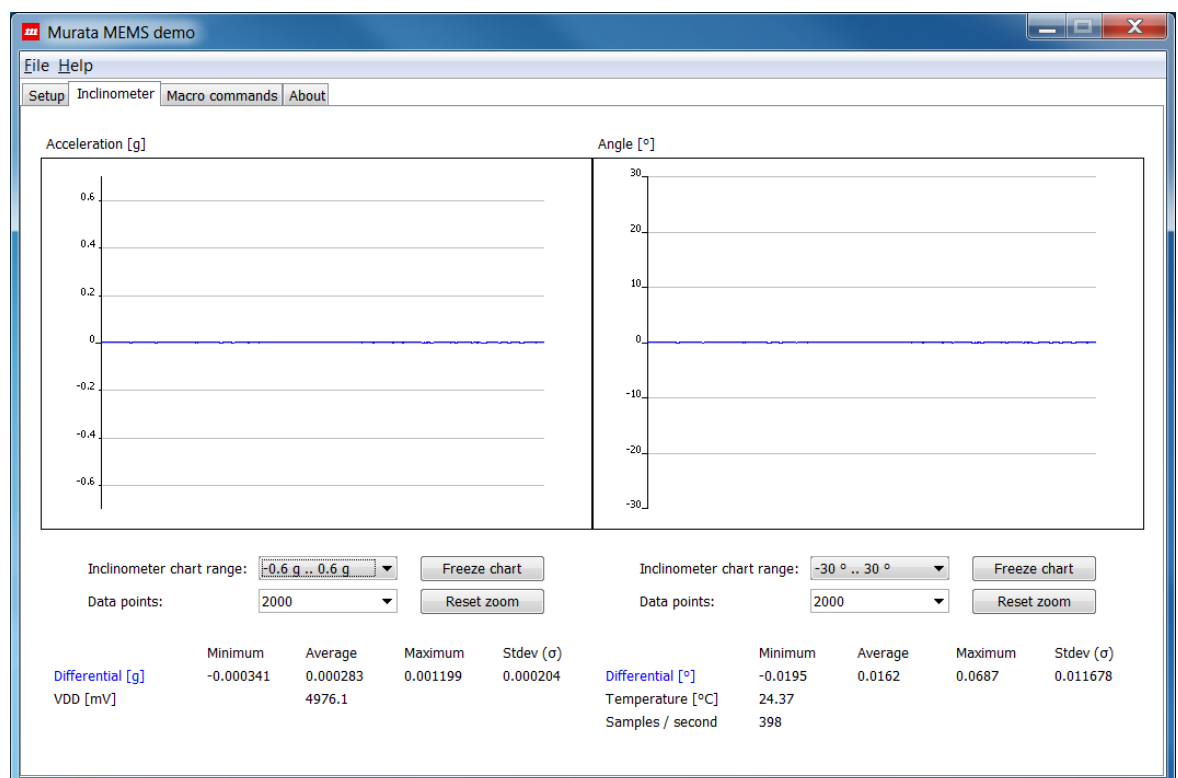 m Murata MEMS demo
File Help
Setup Inclinometer Macro commands About
Acceleration [g] Angle [°]
0.6
0.4
0.2
0
-0.2
-0.4
-0.6
30
20
10
0
-10
-20
-30
Inclinometer chart range: -0.6 g .. 0.6 g Freeze chart Inclinometer chart range: -30 ° .. 30 ° Freeze chart
Data points: 2000 Reset zoom Data points: 2000 Reset zoom
Minimum Average Maximum Stdev (σ) Minimum Average Maximum Stdev (σ)
Differential [g] -0.000341 0.000283 0.001199 0.000204 Differential [°] -0.0195 0.0162 0.0687 0.011678
VDD [mV] 4976.1 Temperature [°C] 24.37
Samples / second 398